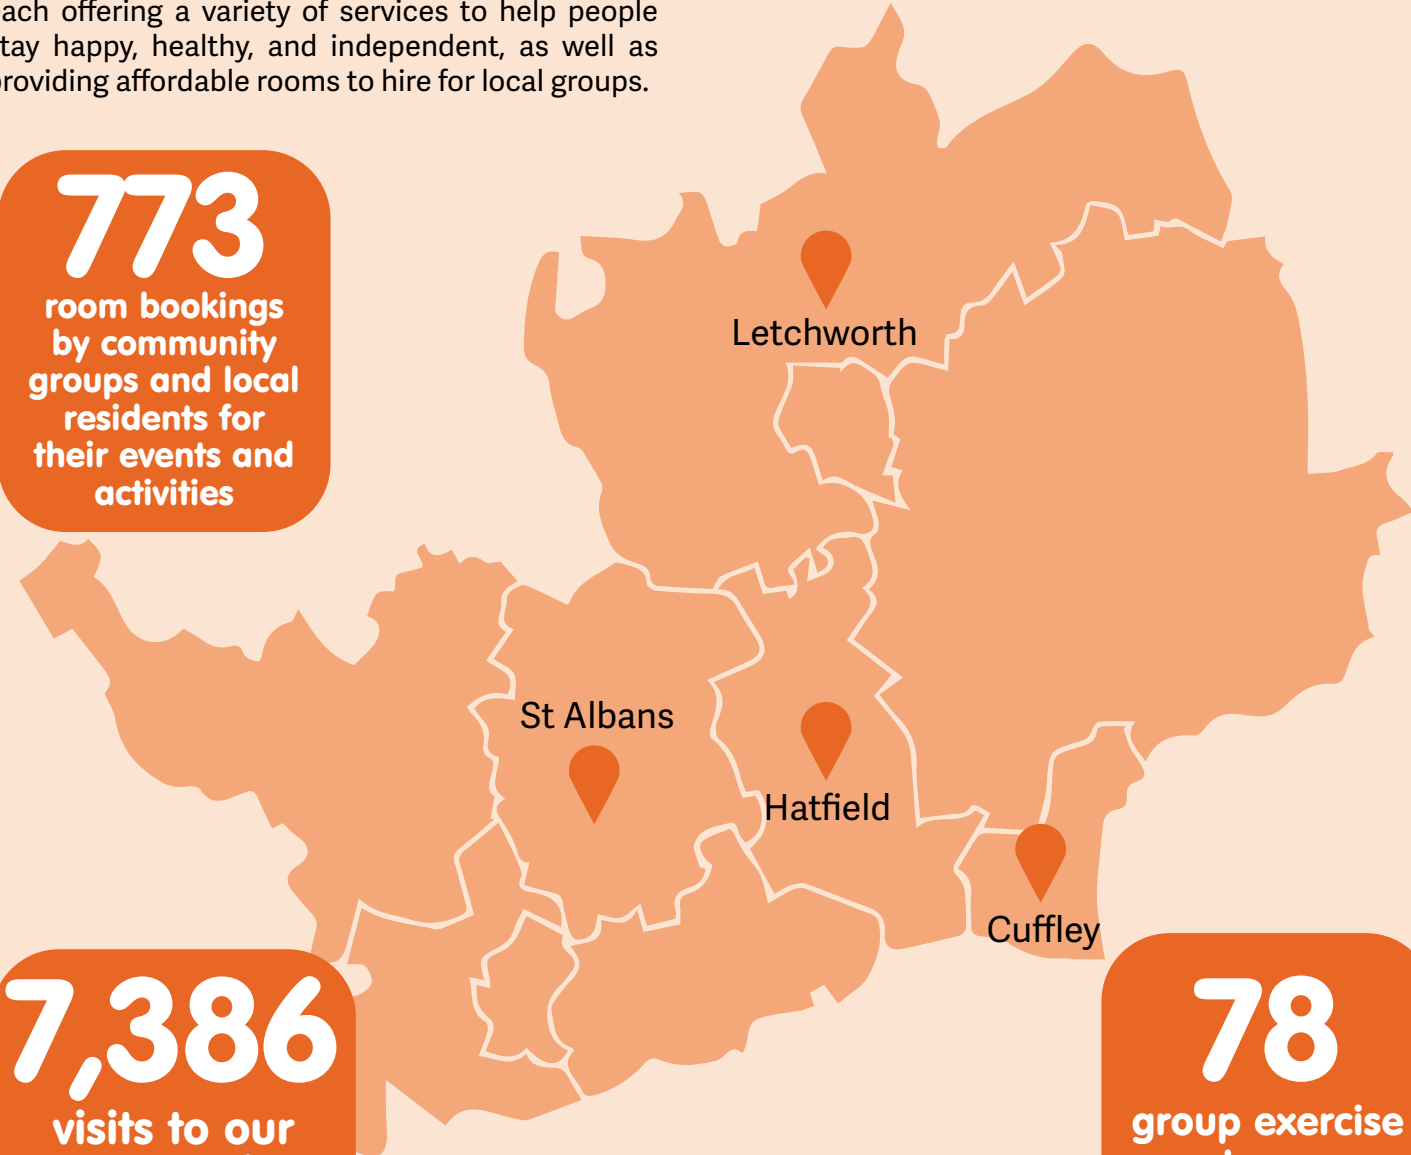 each offering a variety of services to help people
stay happy, healthy, and independent, as well as
providing affordable rooms to hire for local groups.
773
room bookings
by community
groups and local
residents for
their events and
activities
Letchworth
St Albans
Hatfield
Cuffley
7,386
visits to our
78
group exercise